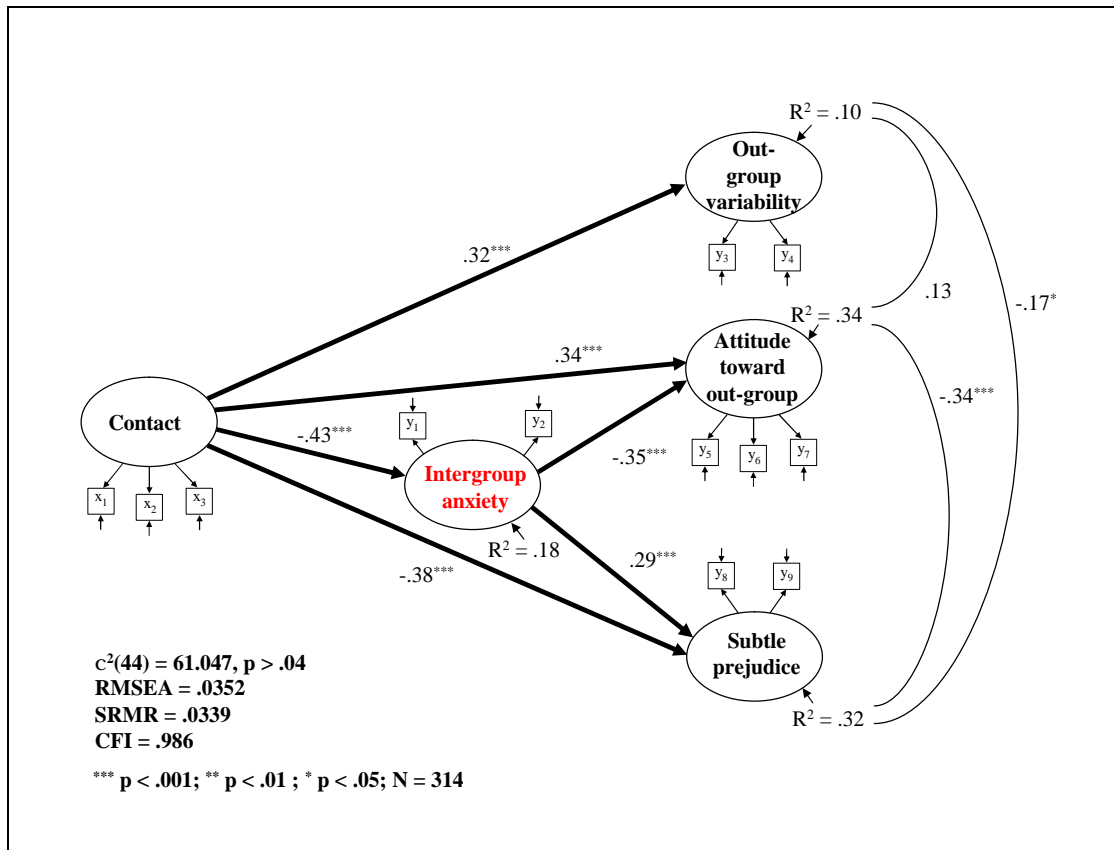 R² = .10
Out-
group
variability
y₃ y₄
.32***
.13
-.17*
R² = .34
Attitude
toward
out-group
.34***
-.34***
y₅ y₆ y₇
Contact
x₁ x₂ x₃
-.43***
y₁ y₂
-.35***
Intergroup
anxiety
R² = .18
-.38***
.29***
y₈ y₉
Subtle
prejudice
R² = .32
c²(44) = 61.047, p > .04
RMSEA = .0352
SRMR = .0339
CFI = .986
*** p < .001; ** p < .01 ; * p < .05; N = 314